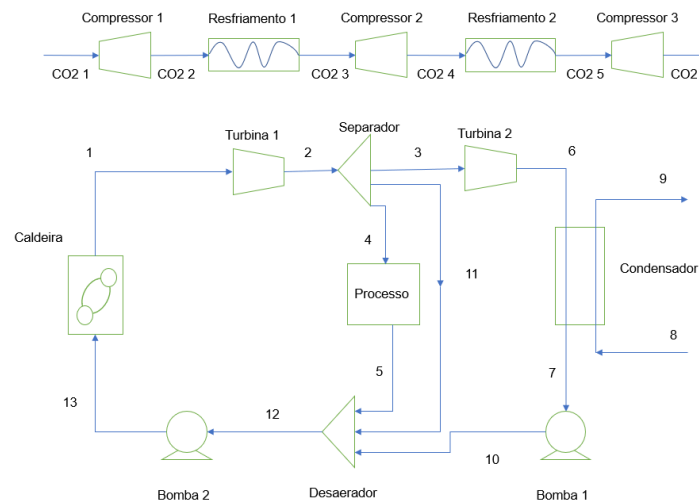 Compressor 1
Resfriamento 1
Compressor 2
Resfriamento 2
Compressor 3
CO2 1
CO2 2
CO2 3
CO2 4
CO2 5
CO2
Turbina 1
Separador
Turbina 2
1
2
3
6
9
4
Caldeira
Processo
11
Condensador
8
5
7
13
12
10
Bomba 2
Desaerador
Bomba 1